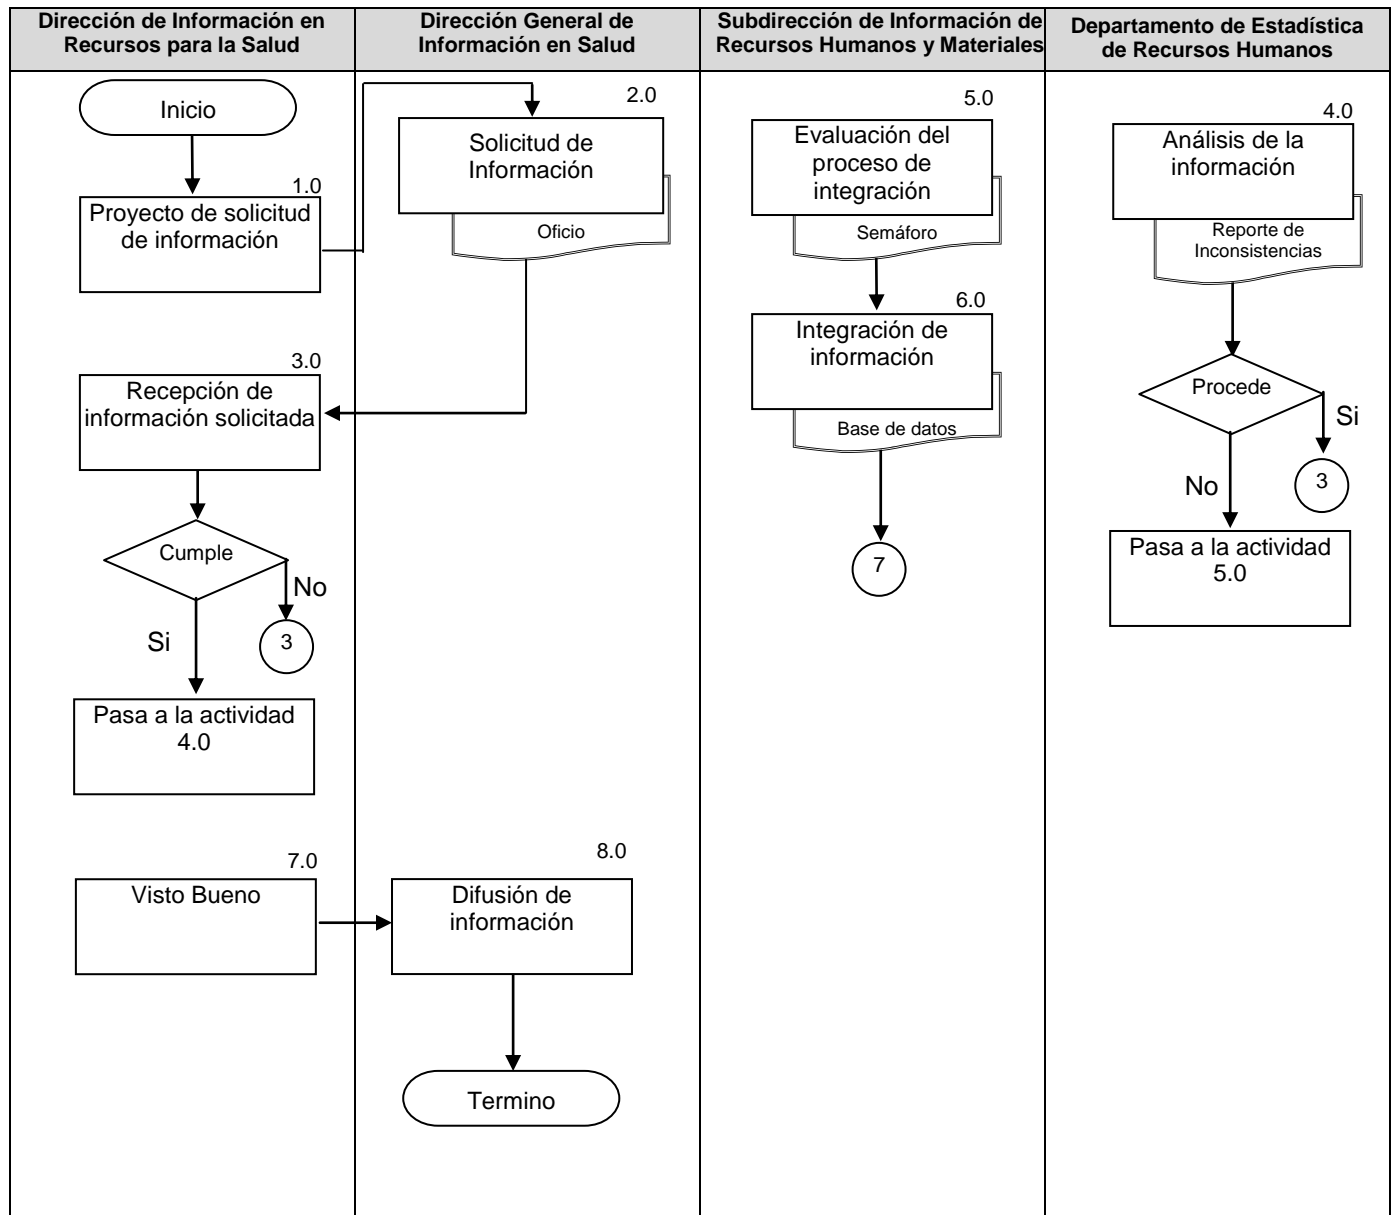 Dirección de Información en
Recursos para la Salud
Dirección General de
Información en Salud
Subdirección de Información de
Recursos Humanos y Materiales
Departamento de Estadística
de Recursos Humanos
Inicio
1.0
Proyecto de solicitud
de información
3.0
Recepción de
información solicitada
Cumple
No
3
Si
Pasa a la actividad
4.0
7.0
Visto Bueno
2.0
Solicitud de
Información
Oficio
8.0
Difusión de
información
Termino
5.0
Evaluación del
proceso de
integración
Semáforo
6.0
Integración de
información
Base de datos
7
4.0
Análisis de la
información
Reporte de
Inconsistencias
Procede
Si
3
No
Pasa a la actividad
5.0